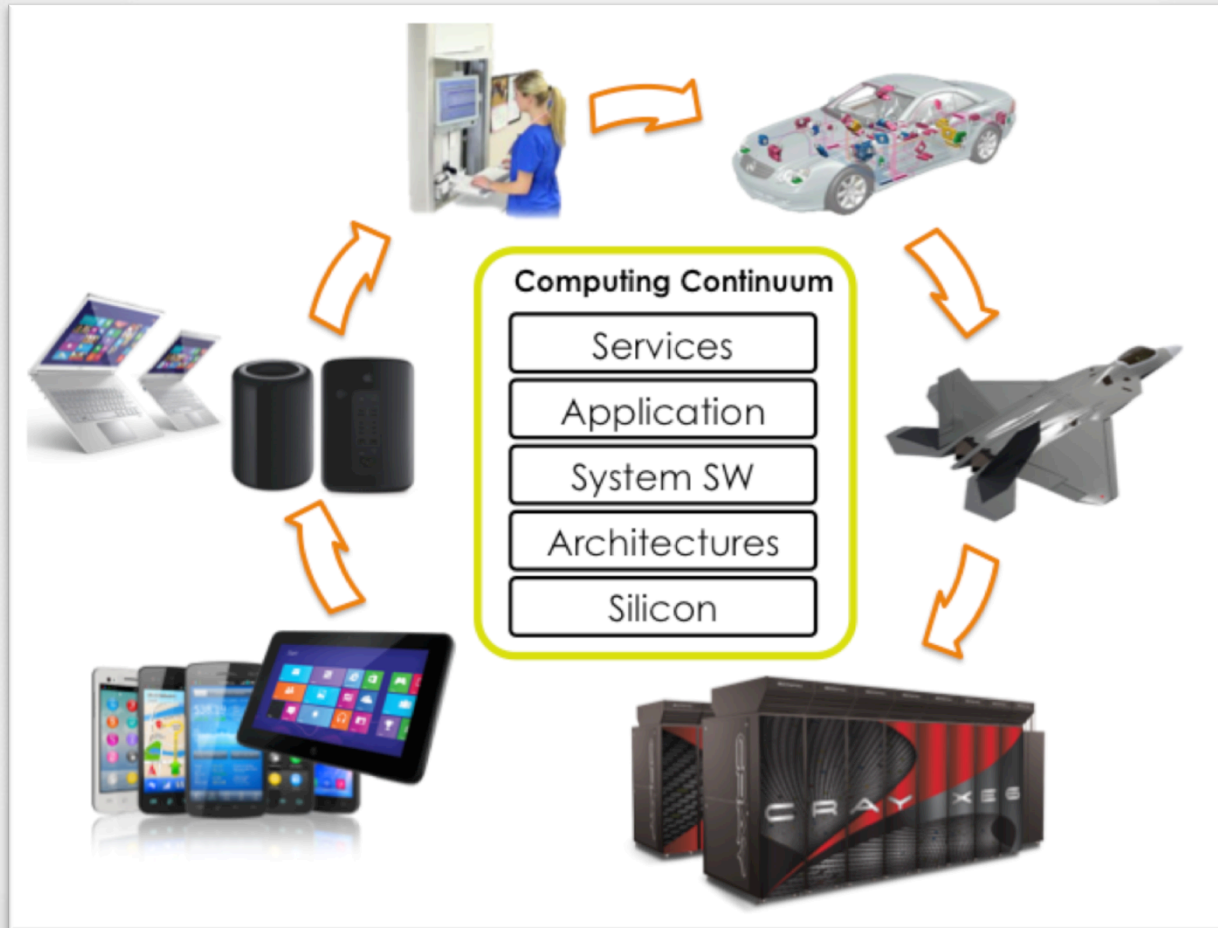 Computing Continuum
Services
Application
System SW
Architectures
Silicon
CRAY XE6